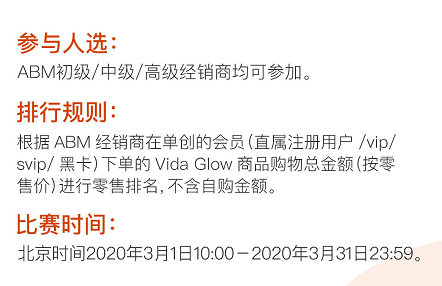 参与人选：
ABM初级/中级/高级经销商均可参加。
排行规则：
根据 ABM 经销商在单创的会员（直属注册用户 /vip/
svip/ 黑卡）下单的 Vida Glow 商品购物总金额（按零
售价）进行零售排名，不含自购金额。
比赛时间：
北京时间2020年3月1日10:00－2020年3月31日23:59。